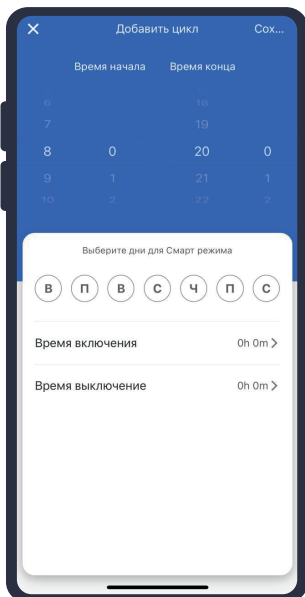 ✕ Добавить цикл Сох...
Время начала Время конца
6 18
7 19
8 0 20 0
9 1 21 1
10 2 22 2
Выберите дни для Смарт режима
В П В С Ч П С
Время включения 0h 0m >
Время выключение 0h 0m >